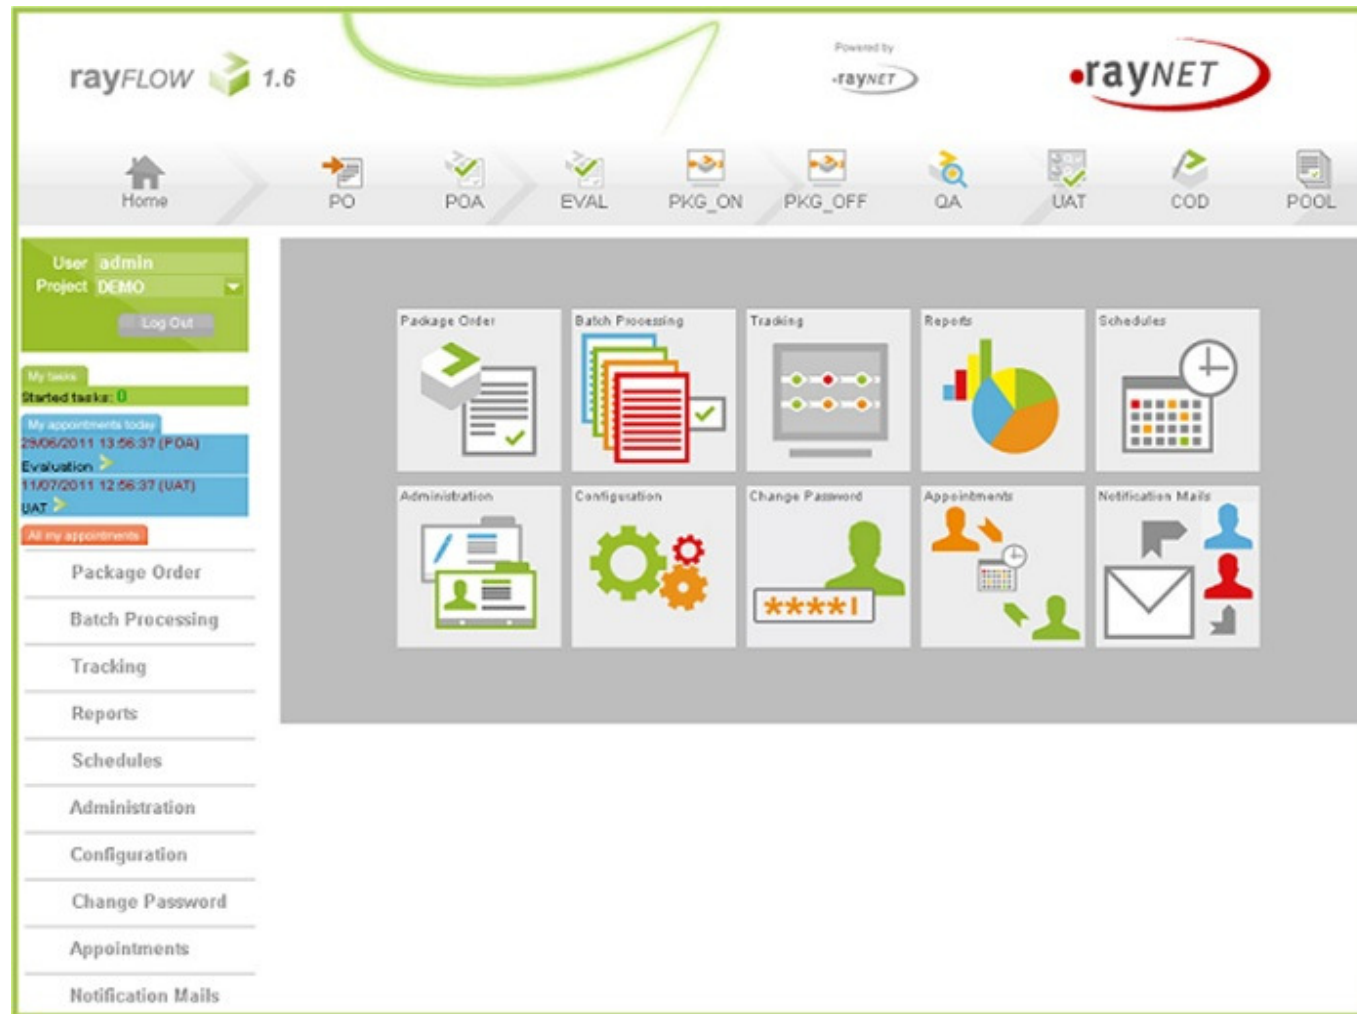 rayFLOW 1.6
Powered by
raynet
raynet
Home PO POA EVAL PKG_ON PKG_OFF QA UAT COD POOL
User admin
Project DEMO
Log Out
My tasks
Started tasks: 0
My appointments today
29/06/2011 13:56:37 (POA)
Evaluation
11/07/2011 12:56:37 (UAT)
UAT
All my appointments
Package Order
Batch Processing
Tracking
Reports
Schedules
Administration
Configuration
Change Password
Appointments
Notification Mails
Package Order Batch Processing Tracking Reports Schedules
Administration Configuration Change Password Appointments Notification Mails
****